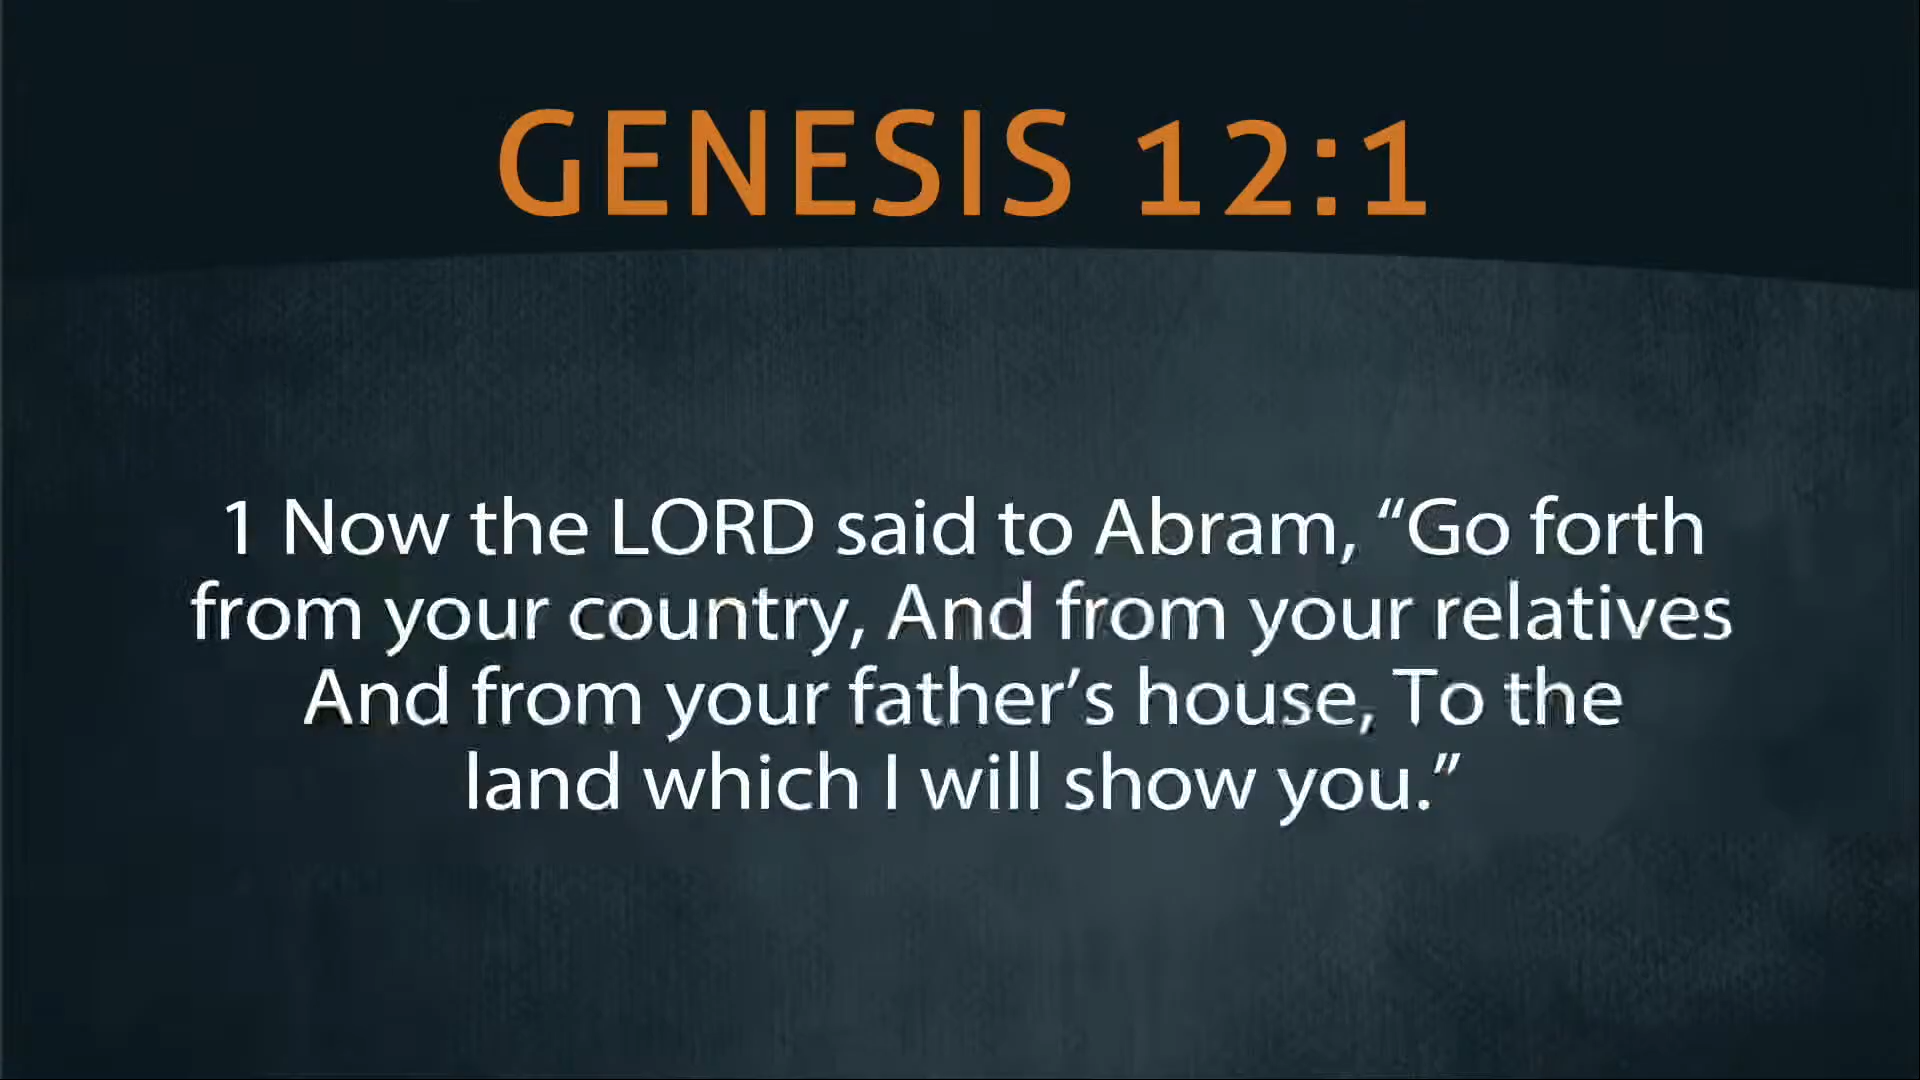 GENESIS 12:1
1 Now the LORD said to Abram, “Go forth
from your country, And from your relatives
And from your father’s house, To the
land which I will show you.”